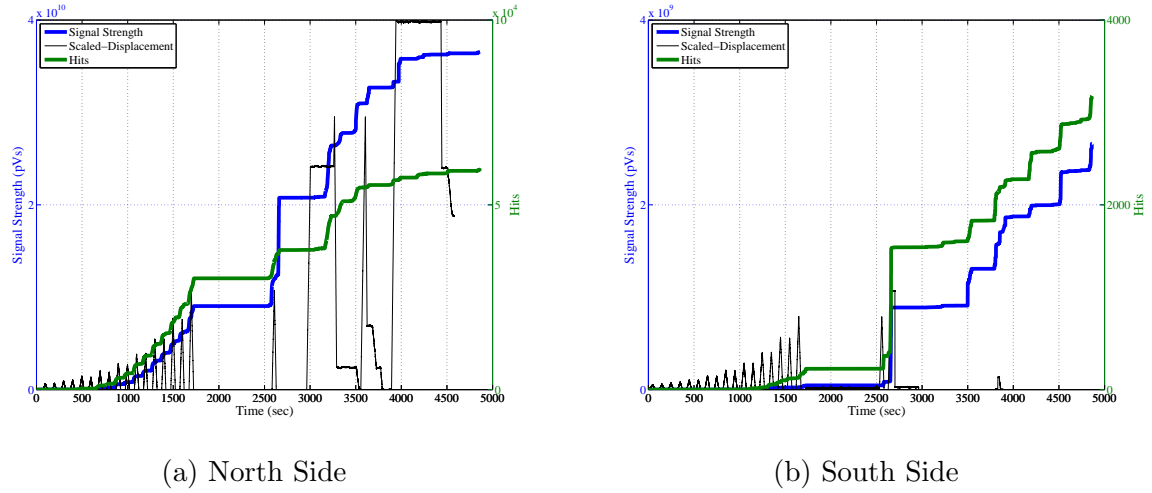 4 x 10^10
10 x 10^4
Signal Strength
Scaled-Displacement
Hits
Signal Strength (pVs)
2
5
Hits
0
0
0 500 1000 1500 2000 2500 3000 3500 4000 4500 5000
Time (sec)
(a) North Side
4 x 10^9
4000
Signal Strength
Scaled-Displacement
Hits
Signal Strength (pVs)
2
2000
Hits
0
0
0 500 1000 1500 2000 2500 3000 3500 4000 4500 5000
Time (sec)
(b) South Side